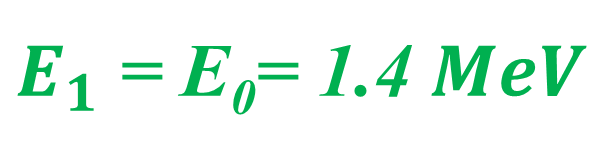 E₁ = E₀= 1.4 MeV